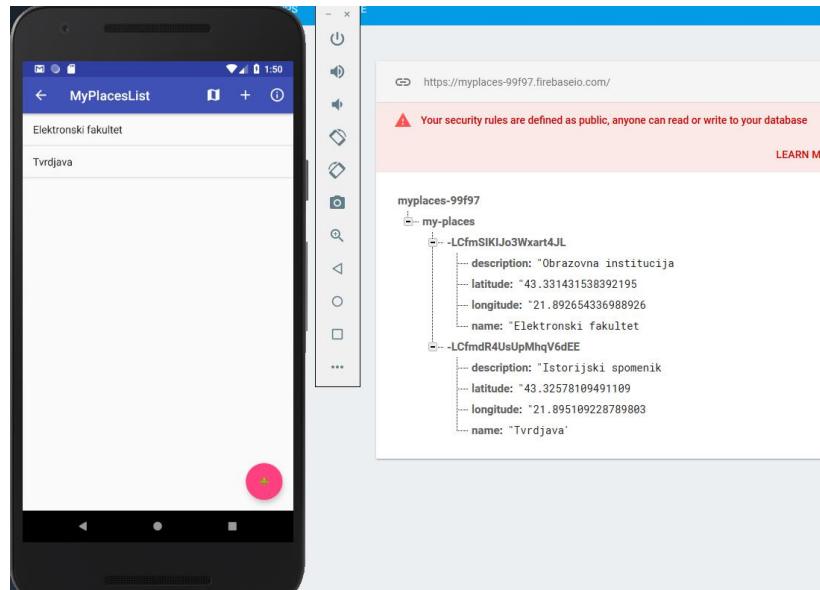 1:50
MyPlacesList
Elektronski fakultet
Tvrdjava
https://myplaces-99f97.firebaseio.com/
Your security rules are defined as public, anyone can read or write to your database
LEARN M
myplaces-99f97
my-places
-LCfmSIKIJo3Wxart4JL
description: "Obrazovna institucija
latitude: "43.331431538392195
longitude: "21.892654336988926
name: "Elektronski fakultet
-LCfmdR4UsUpMhqV6dEE
description: "Istorijski spomenik
latitude: "43.32578109491109
longitude: "21.895109228789803
name: "Tvrdjava'